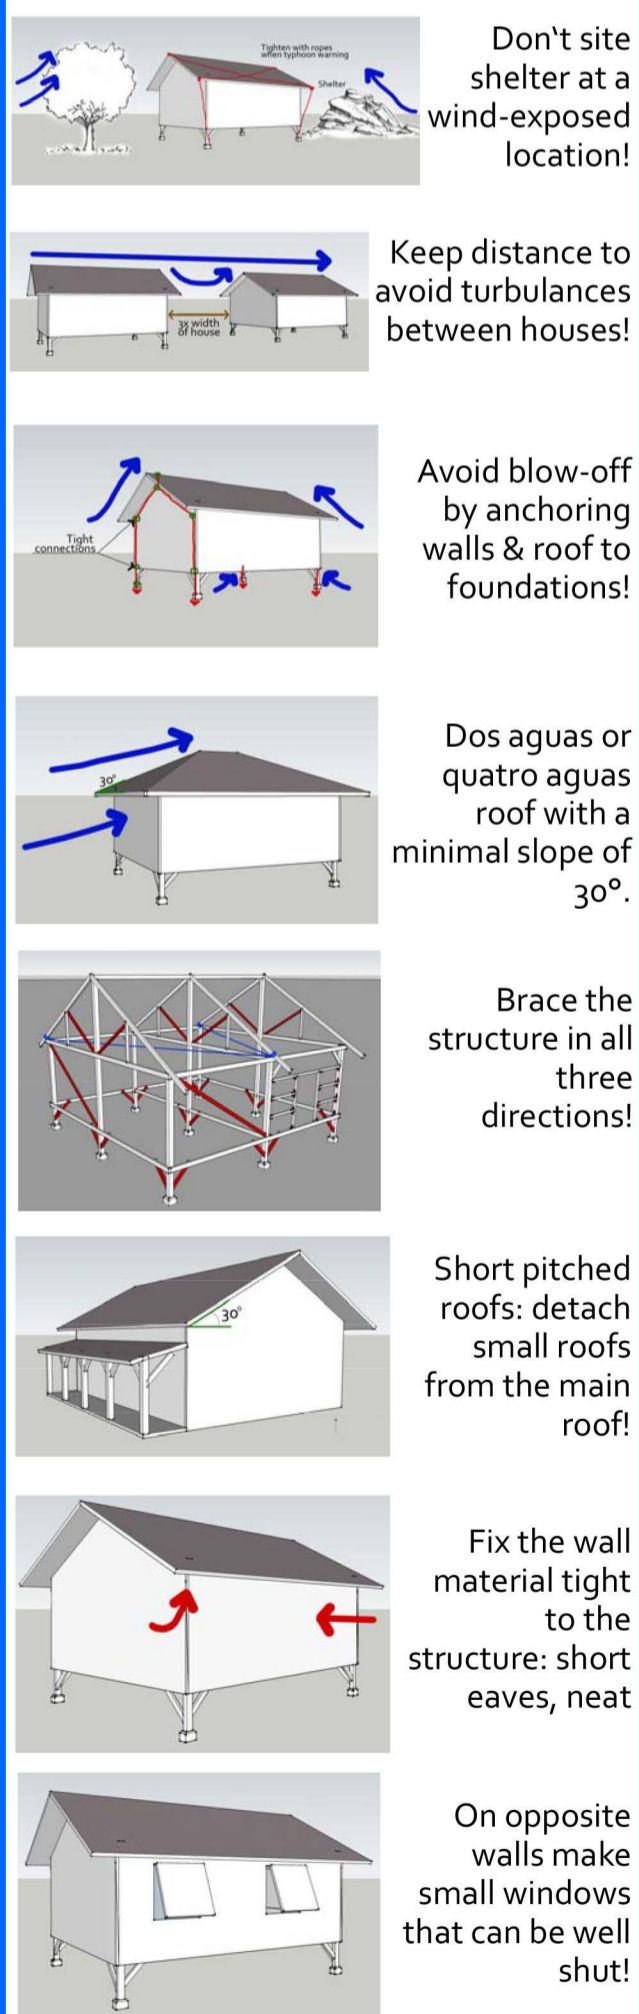 Tighten with ropes
when typhoon warning
Shelter
Don't site
shelter at a
wind-exposed
location!
3x width
of house
Keep distance to
avoid turbulances
between houses!
Tight
connections
Avoid blow-off
by anchoring
walls & roof to
foundations!
30°
Dos aguas or
quatro aguas
roof with a
minimal slope of
30°.
Brace the
structure in all
three
directions!
30°
Short pitched
roofs: detach
small roofs
from the main
roof!
Fix the wall
material tight
to the
structure: short
eaves, neat
On opposite
walls make
small windows
that can be well
shut!